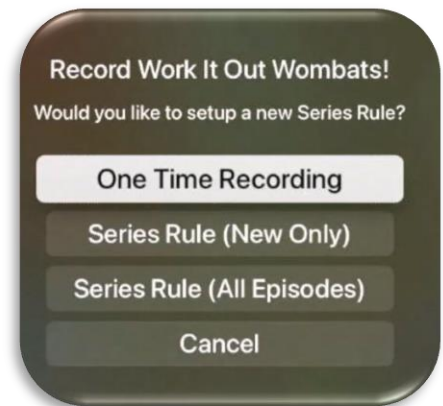 Record Work It Out Wombats!
Would you like to setup a new Series Rule?
One Time Recording
Series Rule (New Only)
Series Rule (All Episodes)
Cancel